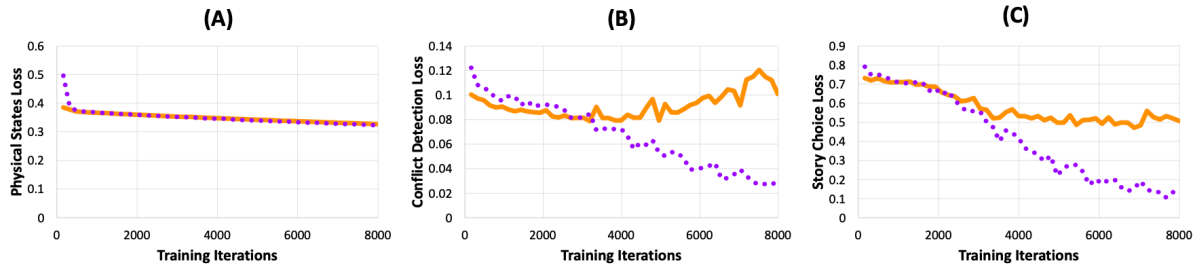 (A)
Physical States Loss
0.6
0.5
0.4
0.3
0.2
0.1
0
0 2000 4000 6000 8000
Training Iterations
(B)
Conflict Detection Loss
0.14
0.12
0.10
0.08
0.06
0.04
0.02
0
0 2000 4000 6000 8000
Training Iterations
(C)
Story Choice Loss
0.9
0.8
0.7
0.6
0.5
0.4
0.3
0.2
0.1
0
0 2000 4000 6000 8000
Training Iterations